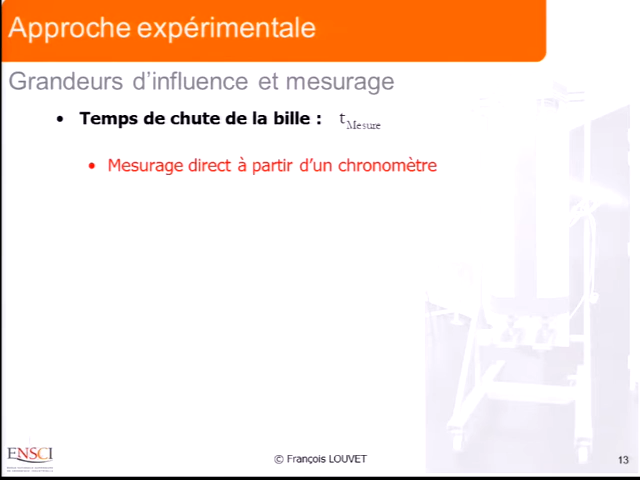 Approche expérimentale
Grandeurs d'influence et mesurage
• Temps de chute de la bille : t Mesure
• Mesurage direct à partir d'un chronomètre
ENSCI
© François LOUVET
13